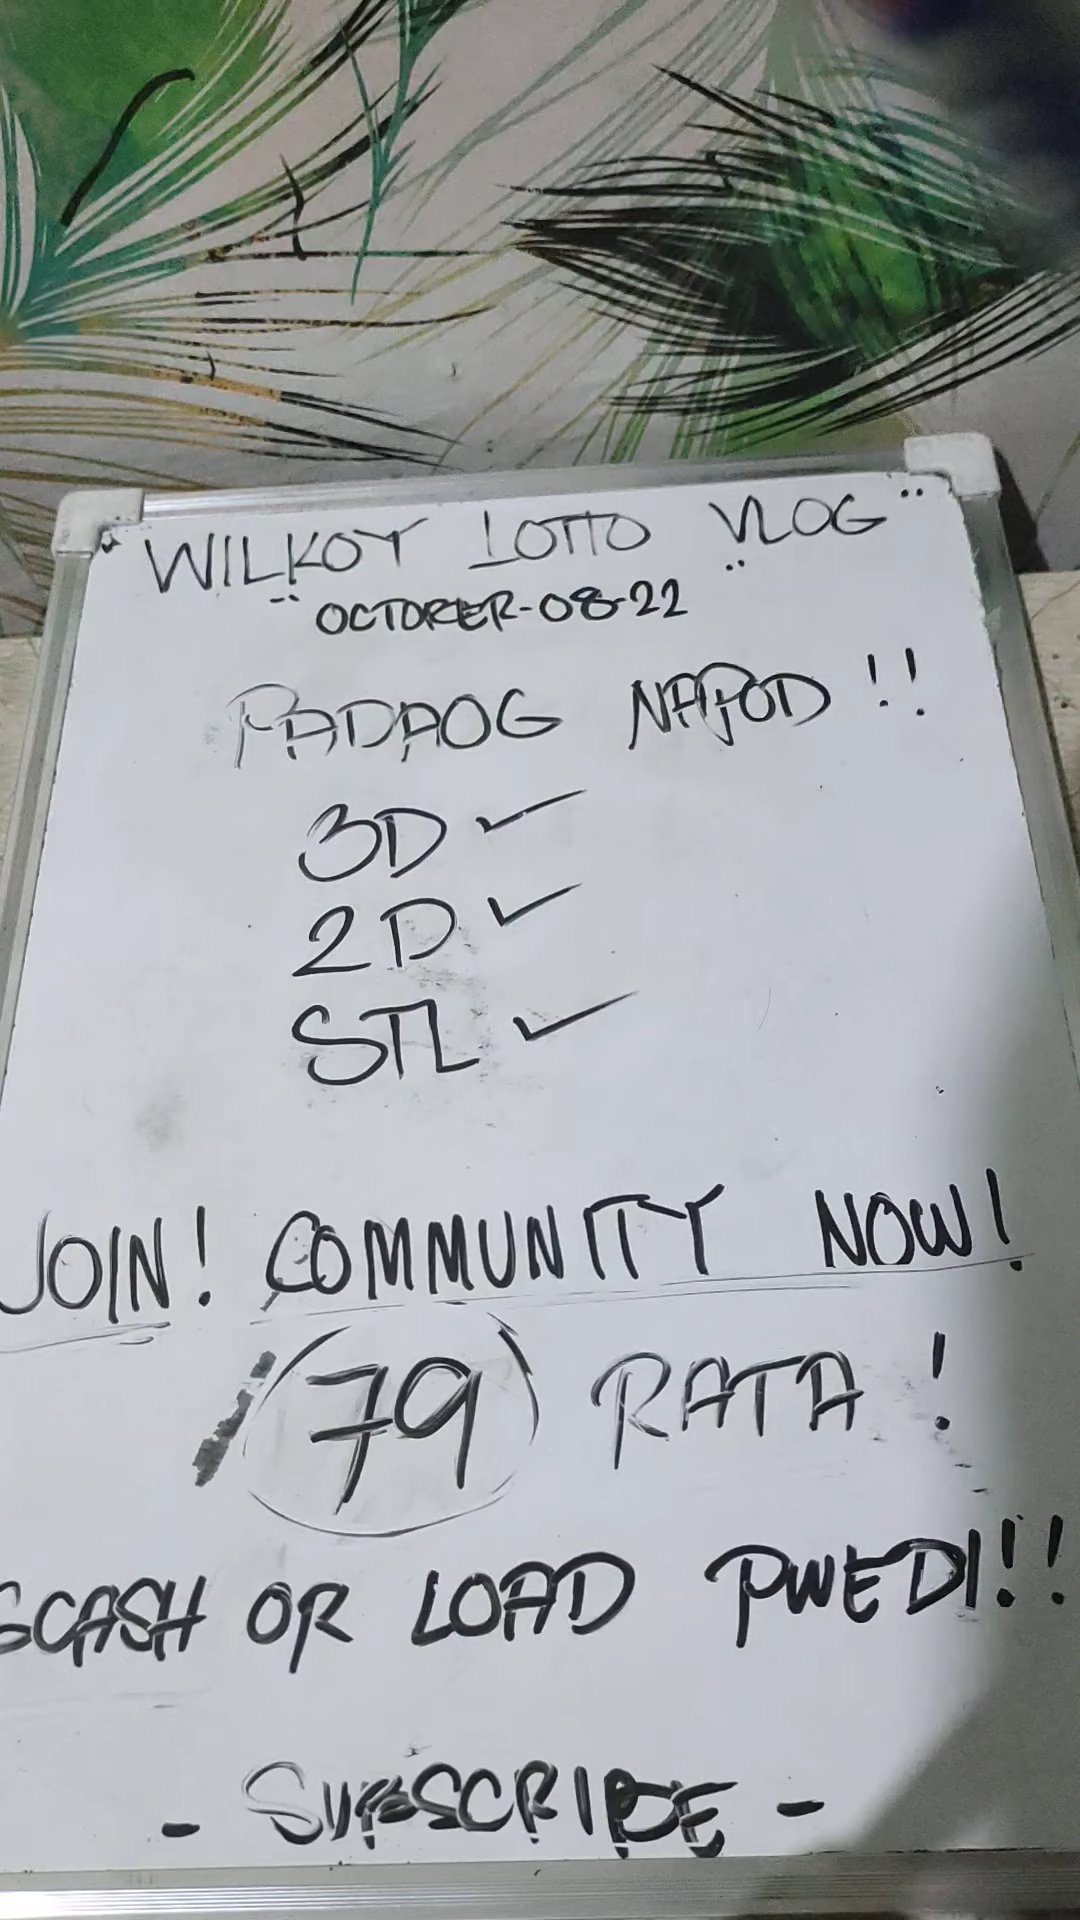 "WILKOY LOTTO VLOG"
"OCTOBER-08-22"
PADAOG NAPOD!!
3D ✓
2D ✓
STL ✓
JOIN! COMMUNITY NOW!
(79) RATA!
GCASH OR LOAD PWEDI!!
- SUBSCRIBE -